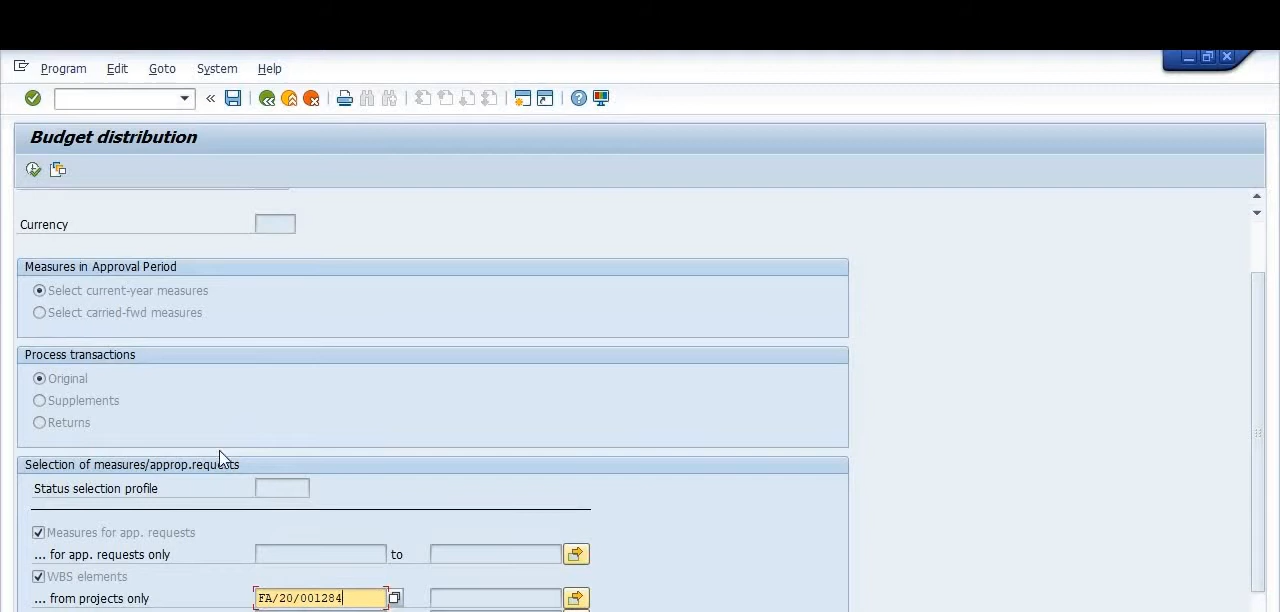 Program Edit Goto System Help
Budget distribution
Currency
Measures in Approval Period
Select current-year measures
Select carried-fwd measures
Process transactions
Original
Supplements
Returns
Selection of measures/approp.requests
Status selection profile
Measures for app. requests
... for app. requests only to
WBS elements
... from projects only FA/20/001284